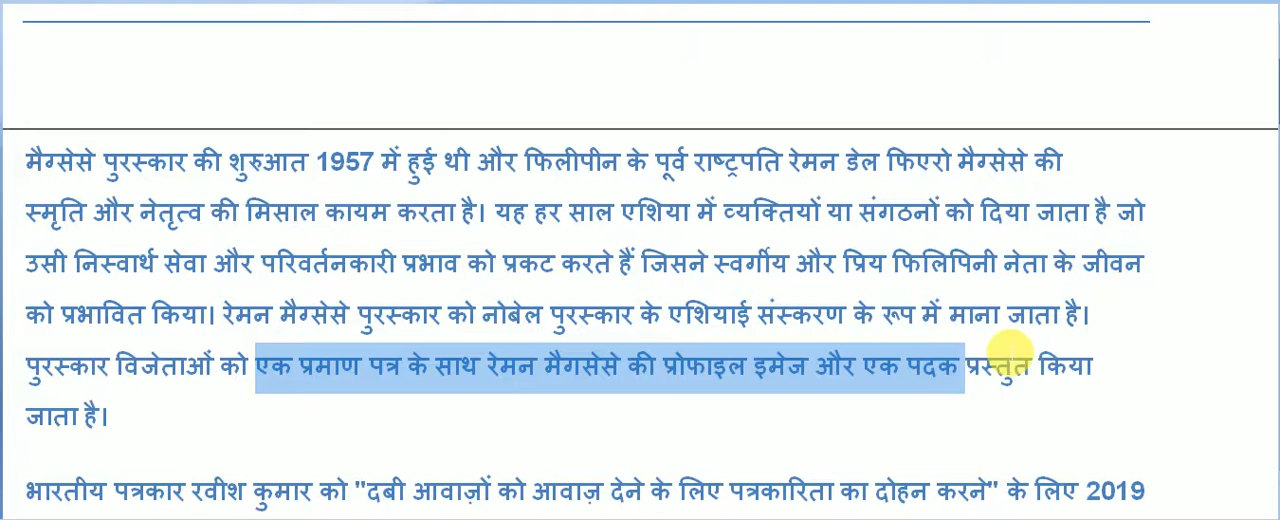 मैग्सेसे पुरस्कार की शुरुआत 1957 में हुई थी और फिलीपीन के पूर्व राष्ट्रपति रेमन डेल फिएरो मैग्सेसे की
स्मृति और नेतृत्व की मिसाल कायम करता है। यह हर साल एशिया में व्यक्तियों या संगठनों को दिया जाता है जो
उसी निस्वार्थ सेवा और परिवर्तनकारी प्रभाव को प्रकट करते हैं जिसने स्वर्गीय और प्रिय फिलिपिनी नेता के जीवन
को प्रभावित किया। रेमन मैग्सेसे पुरस्कार को नोबेल पुरस्कार के एशियाई संस्करण के रूप में माना जाता है।
पुरस्कार विजेताओं को एक प्रमाण पत्र के साथ रेमन मैगसेसे की प्रोफाइल इमेज और एक पदक प्रस्तुत किया
जाता है।
भारतीय पत्रकार रवीश कुमार को "दबी आवाज़ों को आवाज़ देने के लिए पत्रकारिता का दोहन करने" के लिए 2019